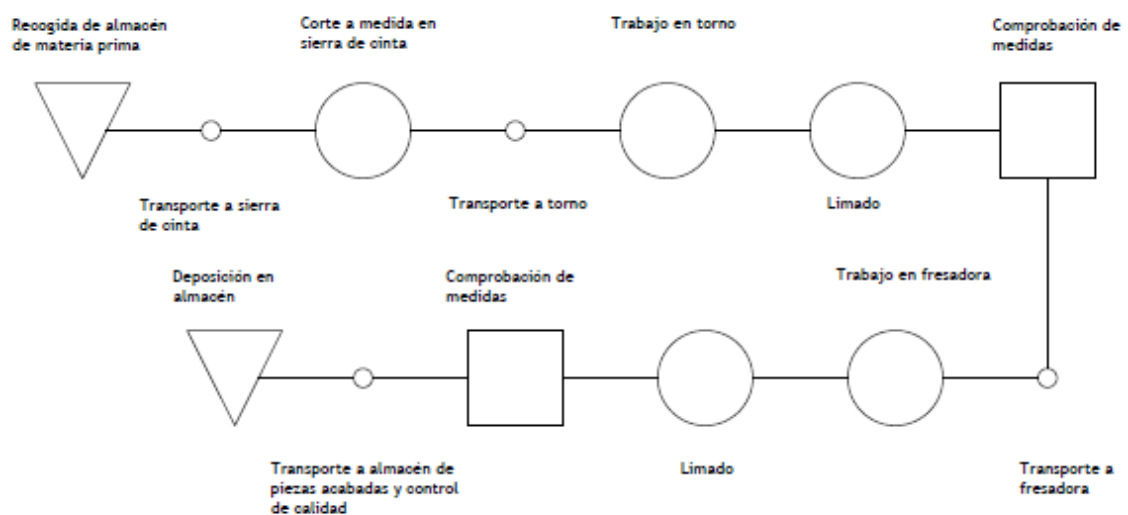 Recogida de almacén
de materia prima
Corte a medida en
sierra de cinta
Trabajo en torno
Comprobación de
medidas
Transporte a sierra
de cinta
Transporte a torno
Limado
Deposición en
almacén
Comprobación de
medidas
Trabajo en fresadora
Transporte a almacén de
piezas acabadas y control
de calidad
Limado
Transporte a
fresadora